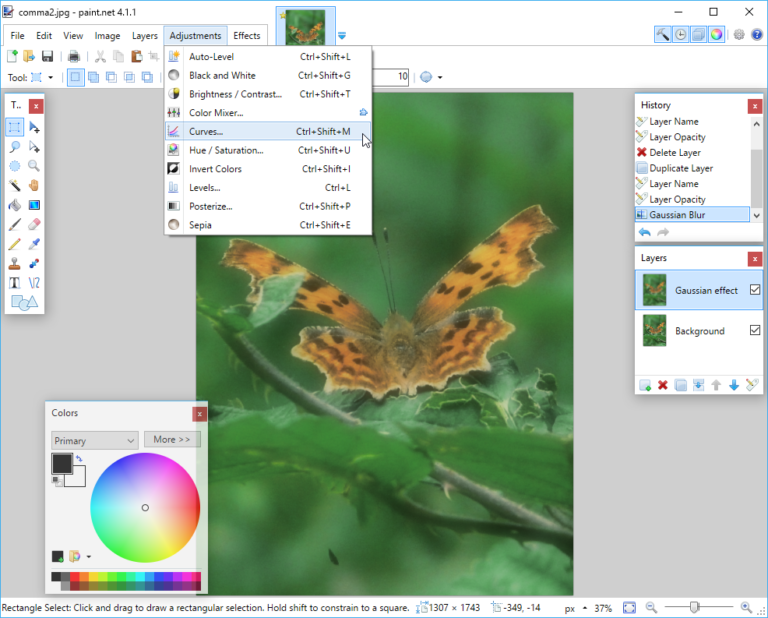 comma2.jpg - paint.net 4.1.1
File Edit View Image Layers Adjustments Effects
Tool:
10
Auto-Level Ctrl+Shift+L
Black and White Ctrl+Shift+G
Brightness / Contrast... Ctrl+Shift+T
Color Mixer...
Curves... Ctrl+Shift+M
Hue / Saturation... Ctrl+Shift+U
Invert Colors Ctrl+Shift+I
Levels... Ctrl+L
Posterize... Ctrl+Shift+P
Sepia Ctrl+Shift+E
T..
History
Layer Name
Layer Opacity
Delete Layer
Duplicate Layer
Layer Name
Layer Opacity
Gaussian Blur
Layers
Gaussian effect
Background
Colors
Primary
More >>
Rectangle Select: Click and drag to draw a rectangular selection. Hold shift to constrain to a square. 1307 × 1743 -349, -14 px 37%